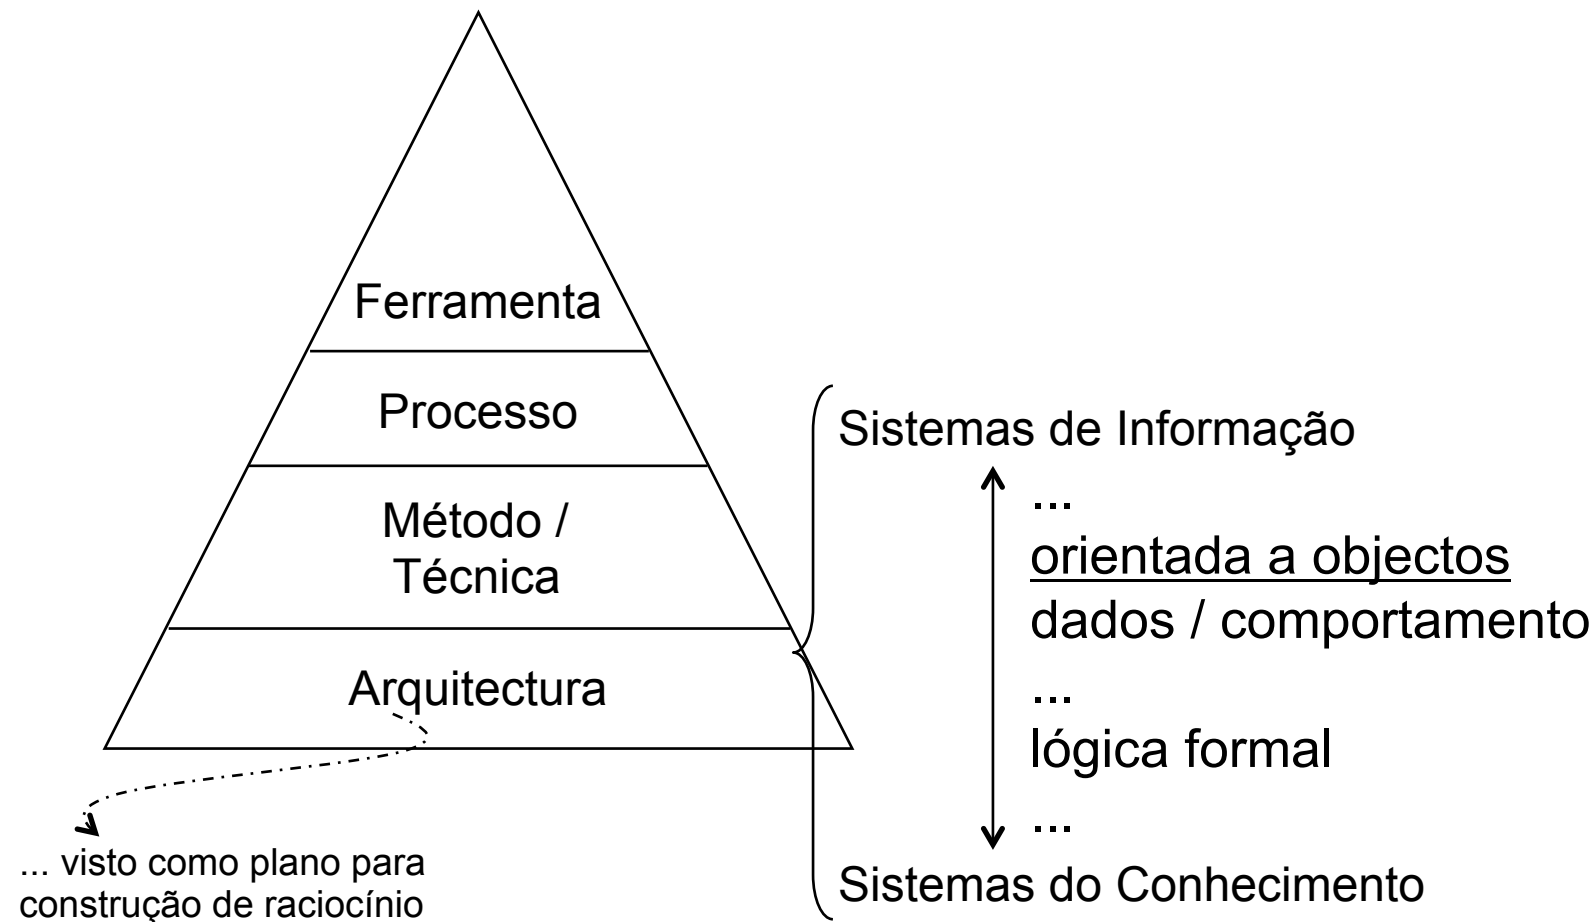 Ferramenta
Processo
Método /
Técnica
Arquitectura
... visto como plano para
construção de raciocínio
Sistemas de Informação
...
orientada a objectos
dados / comportamento
...
lógica formal
...
Sistemas do Conhecimento